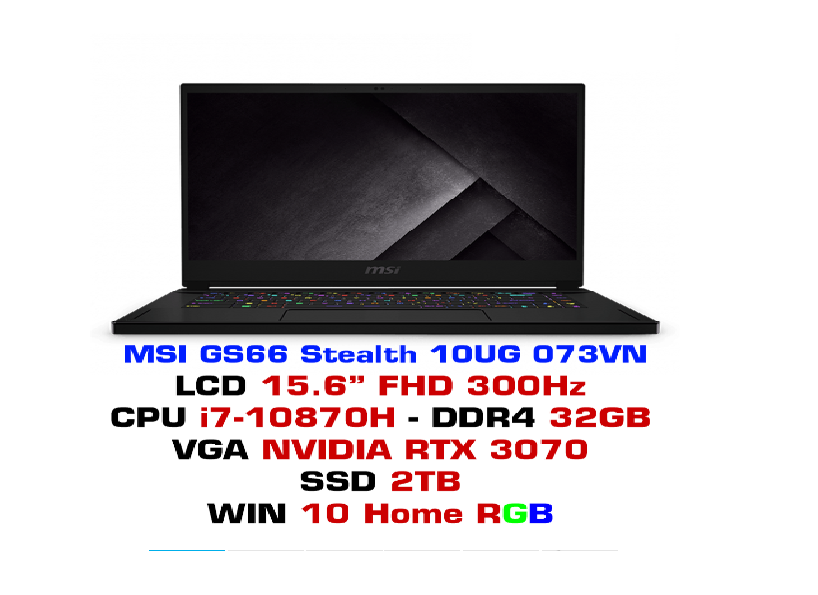 msi
MSI GS66 Stealth 10UG 073VN
LCD 15.6” FHD 300Hz
CPU i7-10870H - DDR4 32GB
VGA NVIDIA RTX 3070
SSD 2TB
WIN 10 Home RGB